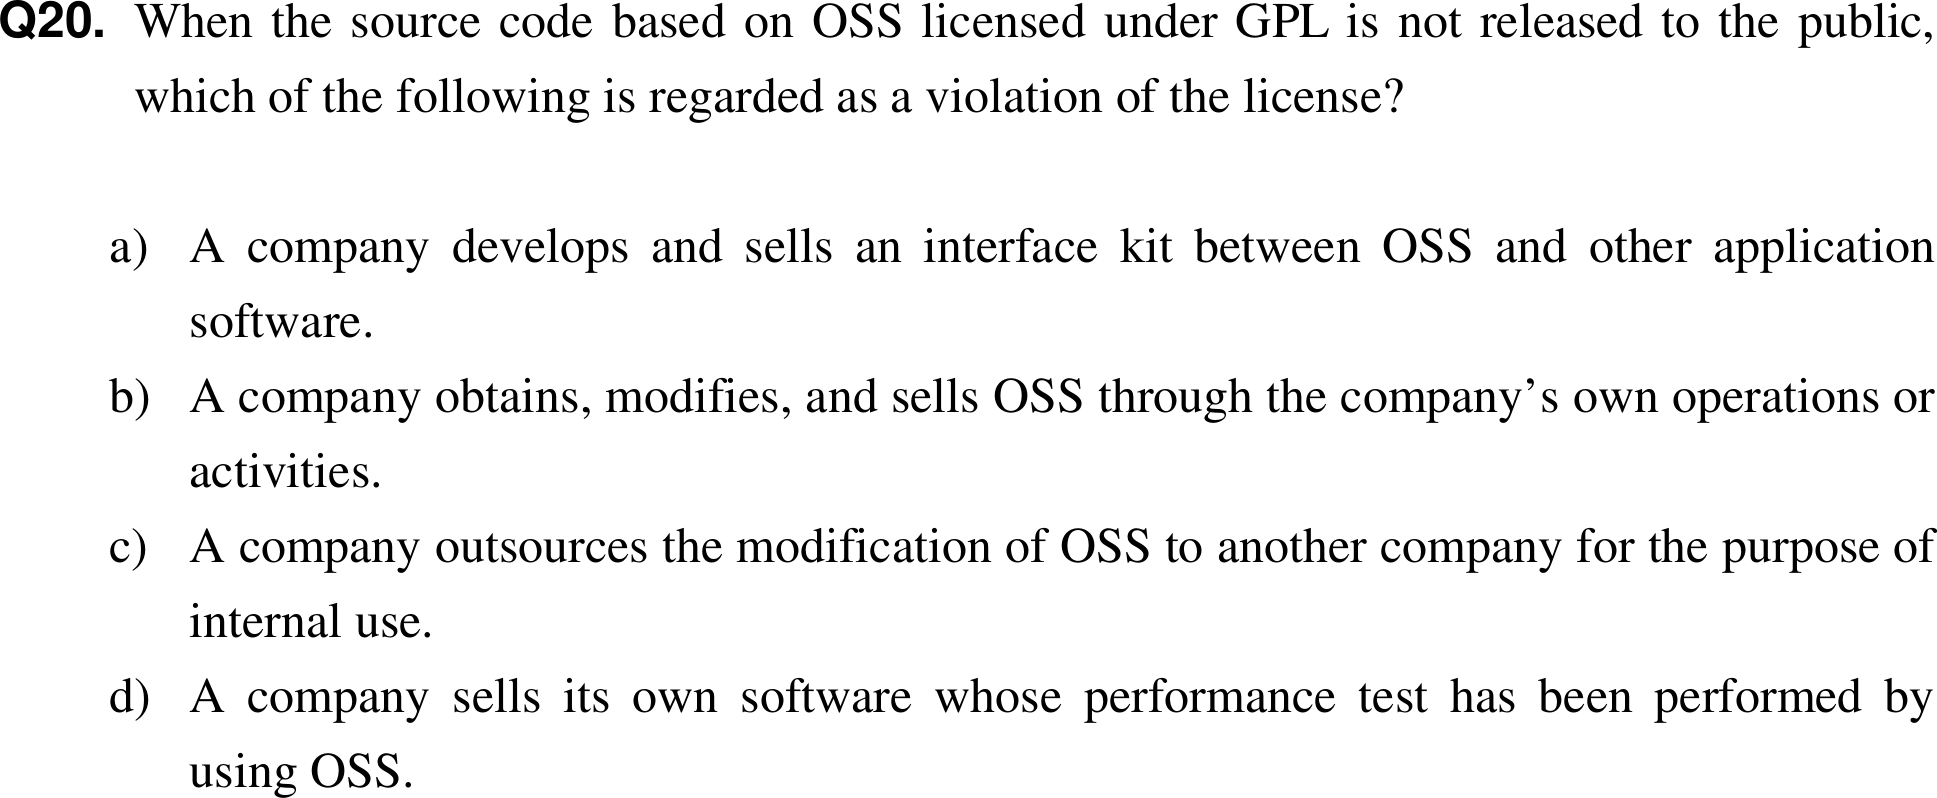 Q20. When the source code based on OSS licensed under GPL is not released to the public,
which of the following is regarded as a violation of the license?
a) A company develops and sells an interface kit between OSS and other application
software.
b) A company obtains, modifies, and sells OSS through the company’s own operations or
activities.
c) A company outsources the modification of OSS to another company for the purpose of
internal use.
d) A company sells its own software whose performance test has been performed by
using OSS.